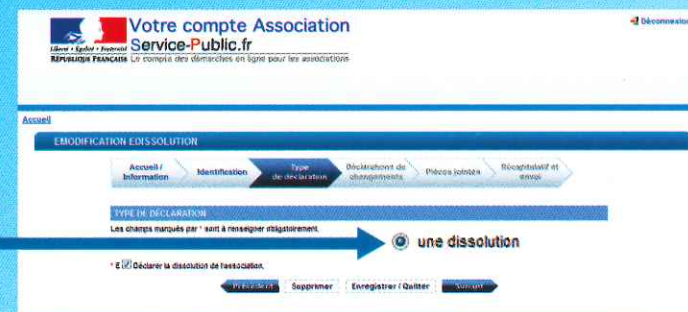 Votre compte Association
Déconnexion
Service-Public.fr
Liberté • Égalité • Fraternité
RÉPUBLIQUE FRANÇAISE Le compte des démarches en ligne pour les associations
Accueil
EMODIFICATION EDISSOLUTION
Accueil / Information
Identification
Type de déclaration
Déclarations de changements
Pièces jointes
Récapitulatif et envoi
TYPE DE DÉCLARATION
Les champs marqués par * sont à renseigner obligatoirement.
une dissolution
* E Déclarer la dissolution de l'association.
Précédent Supprimer Enregistrer / Quitter Suivant